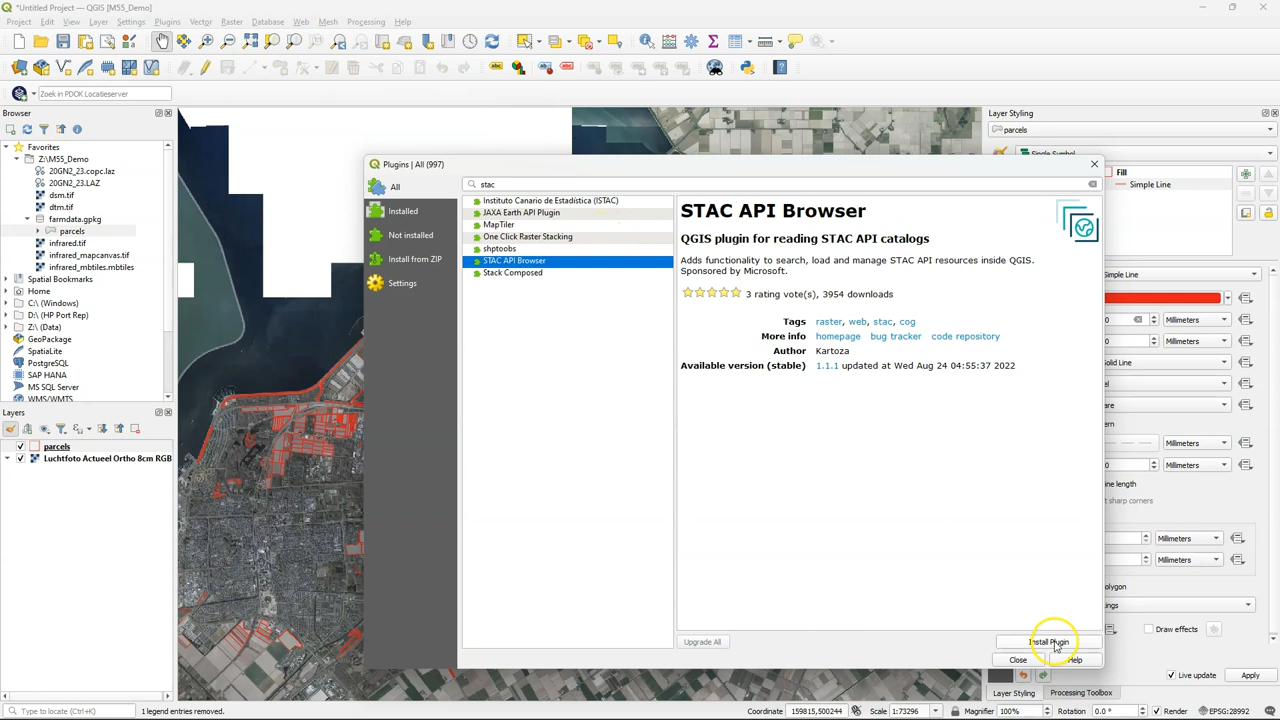 *Untitled Project — QGIS [M55_Demo]
Project Edit View Layer Settings Plugins Vector Raster Database Web Mesh Processing Help
Zoek in PDOK Locatieserver
Browser
Favorites
Z:\M55_Demo
20GN2_23.copc.laz
20GN2_23.LAZ
dsm.tif
dtm.tif
farmdata.gpkg
parcels
infrared.tif
infrared_mapcanvas.tif
infrared_mbtiles.mbtiles
Spatial Bookmarks
Home
C:\ (Windows)
D:\ (HP Rep)
Z:\ (Data)
GeoPackage
SpatiaLite
PostgreSQL
SAP HANA
MS SQL Server
WMS/WMTS
Layers
parcels
Luchtfoto Actueel Ortho 8cm RGB
Plugins | All (997)
All
Installed
Not installed
Install from ZIP
Settings
stac
Instituto Canario de Estadística (ISTAC)
JAXA Earth API Plugin
MapTiler
One Click Raster Stacking
shptoobs
STAC API Browser
Stack Composed
STAC API Browser
QGIS plugin for reading STAC API catalogs
Adds functionality to search, load and manage STAC API resources inside QGIS.
Sponsored by Microsoft.
3 rating vote(s), 3954 downloads
Tags raster, web, stac, cog
More info homepage bug tracker code repository
Author Kartoza
Available version (stable) 1.1.1 updated at Wed Aug 24 04:55:37 2022
Upgrade All
Install Plugin
Close
Help
Layer Styling
parcels
Single Symbol
Fill
Simple Line
Simple Line
Millimeters
Millimeters
Millimeters
Millimeters
Millimeters
Millimeters
Draw effects
Live update
Apply
Layer Styling Processing Toolbox
Type to locate (Ctrl+K)
1 legend entries removed.
Coordinate 159815,500244
Scale 1:73296
Magnifier 100%
Rotation 0.0 °
Render
EPSG:28992